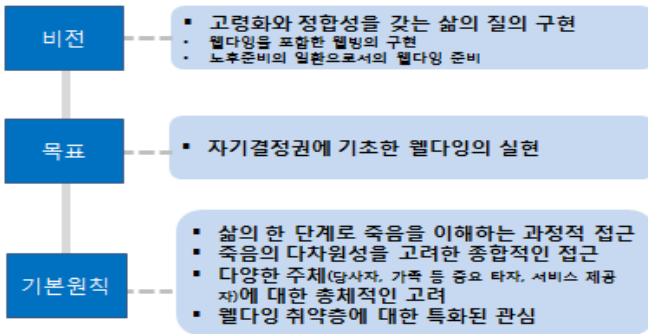 비전
▪ 고령화와 정합성을 갖는 삶의 질의 구현
• 웰다잉을 포함한 웰빙의 구현
• 노후준비의 일환으로서의 웰다잉 준비
목표
▪ 자기결정권에 기초한 웰다잉의 실현
기본원칙
▪ 삶의 한 단계로 죽음을 이해하는 과정적 접근
▪ 죽음의 다차원성을 고려한 종합적인 접근
▪ 다양한 주체(당사자, 가족 등 중요 타자, 서비스 제공
자)에 대한 총체적인 고려
▪ 웰다잉 취약층에 대한 특화된 관심